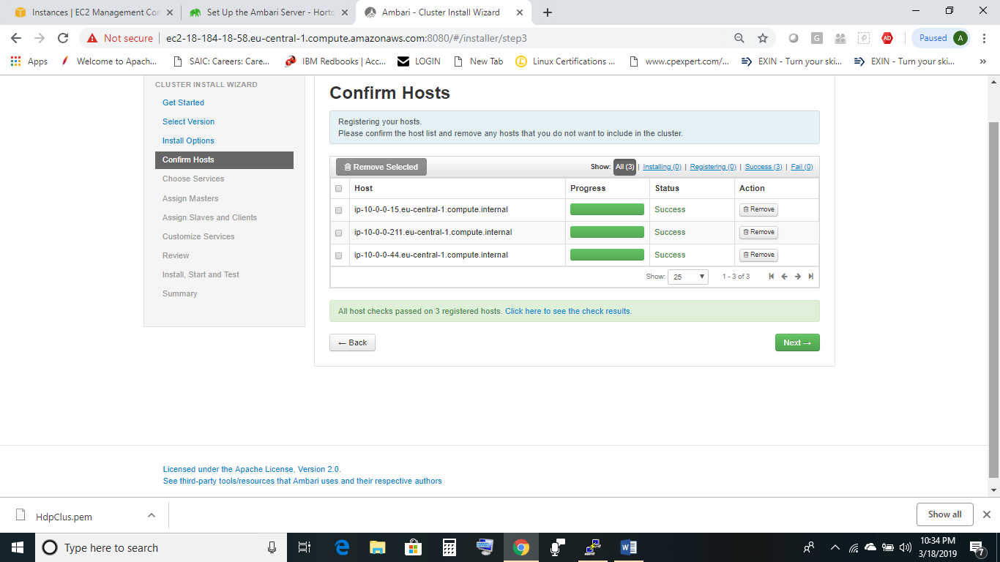 Instances | EC2 Management Con
Set Up the Ambari Server - Horto
Ambari - Cluster Install Wizard
Not secure | ec2-18-184-18-58.eu-central-1.compute.amazonaws.com:8080/#/installer/step3
G
AD
Paused A
Apps
Welcome to Apach...
SAIC: Careers: Care...
IBM Redbooks | Acc...
LOGIN
New Tab
Linux Certifications ...
www.cpexpert.com/...
EXIN - Turn your ski...
EXIN - Turn your ski...
»
CLUSTER INSTALL WIZARD
Get Started
Select Version
Install Options
Confirm Hosts
Choose Services
Assign Masters
Assign Slaves and Clients
Customize Services
Review
Install, Start and Test
Summary
Confirm Hosts
Registering your hosts.
Please confirm the host list and remove any hosts that you do not want to include in the cluster.
Remove Selected
Show: All (3) | Installing (0) | Registering (0) | Success (3) | Fail (0)
Host Progress Status Action
ip-10-0-0-15.eu-central-1.compute.internal Success Remove
ip-10-0-0-211.eu-central-1.compute.internal Success Remove
ip-10-0-0-44.eu-central-1.compute.internal Success Remove
Show: 25 1 - 3 of 3
All host checks passed on 3 registered hosts. Click here to see the check results.
← Back
Next →
Licensed under the Apache License, Version 2.0.
See third-party tools/resources that Ambari uses and their respective authors
HdpClus.pem
Show all
Type here to search
10:34 PM
3/18/2019
7